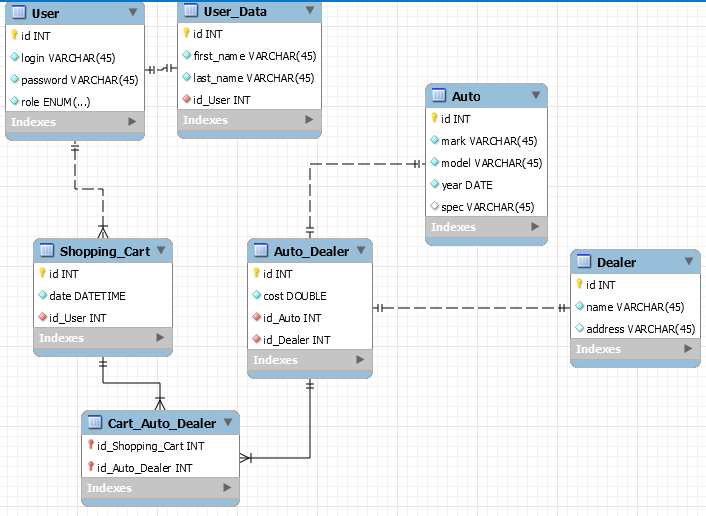 User
id INT
login VARCHAR(45)
password VARCHAR(45)
role ENUM(...)
Indexes
User_Data
id INT
first_name VARCHAR(45)
last_name VARCHAR(45)
id_User INT
Indexes
Auto
id INT
mark VARCHAR(45)
model VARCHAR(45)
year DATE
spec VARCHAR(45)
Indexes
Shopping_Cart
id INT
date DATETIME
id_User INT
Indexes
Auto_Dealer
id INT
cost DOUBLE
id_Auto INT
id_Dealer INT
Indexes
Dealer
id INT
name VARCHAR(45)
address VARCHAR(45)
Indexes
Cart_Auto_Dealer
id_Shopping_Cart INT
id_Auto_Dealer INT
Indexes